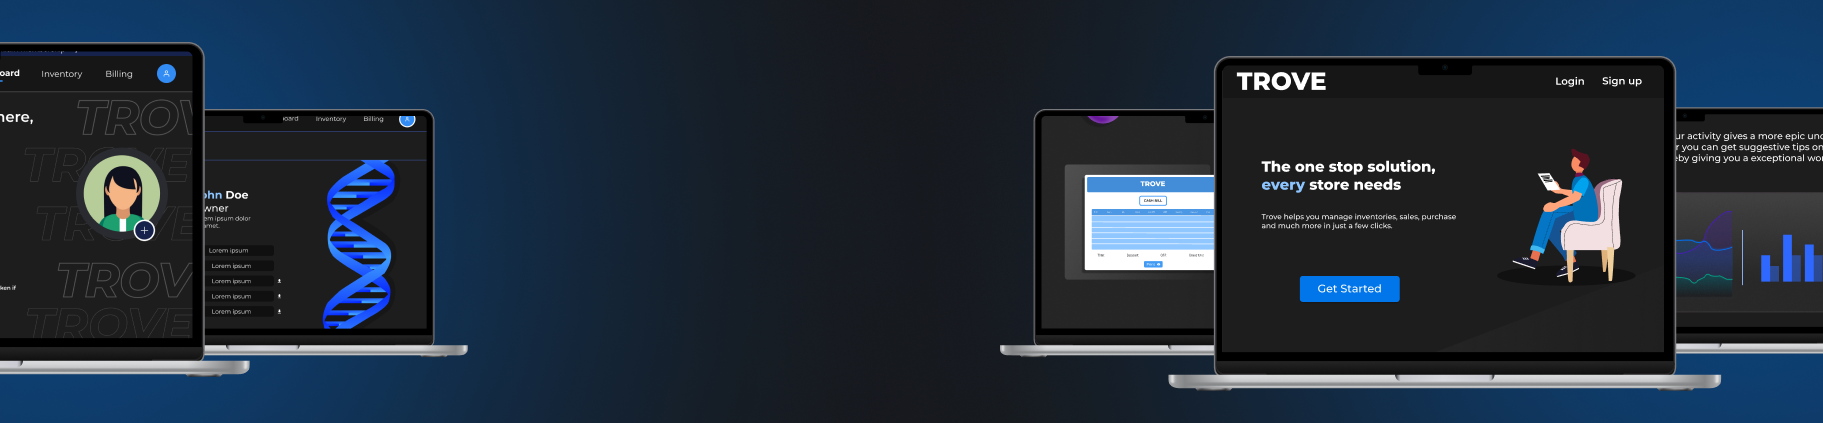 oard Inventory Billing
here,
TROV
TROVE
TROVE
TROV
TROVE
ken if
oard Inventory Billing
ohn Doe
wner
em ipsum dolor
amet.
Lorem ipsum
Lorem ipsum
Lorem ipsum
Lorem ipsum
Lorem ipsum
TROVE
CASH BILL
TROVE
Login Sign up
The one stop solution,
every store needs
Trove helps you manage inventories, sales, purchase
and much more in just a few clicks.
Get Started
ur activity gives a more epic und
r you can get suggestive tips on
eby giving you a exceptional wor